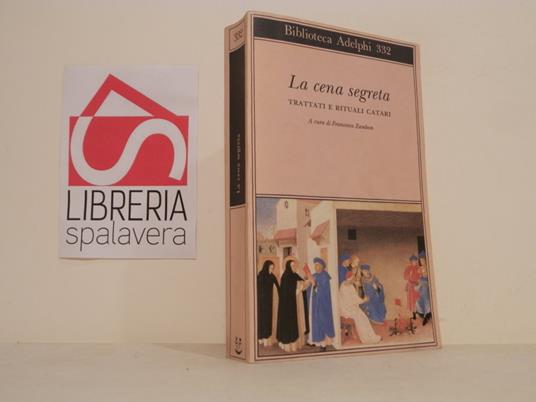 LIBRERIA
spalavera
332
La cena segreta
Biblioteca Adelphi 332
La cena segreta
TRATTATI E RITUALI CATARI
A cura di Francesco Zambon